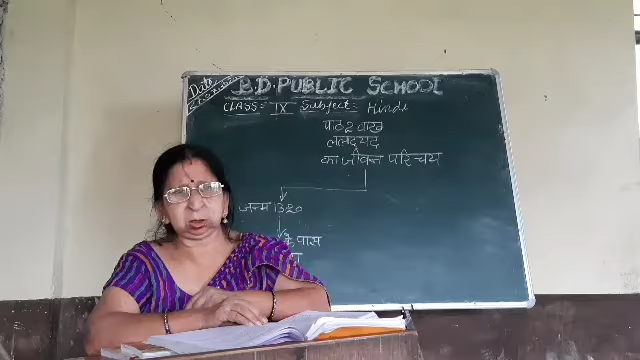 Date
B.D. PUBLIC SCHOOL
CLASS:- IX Subject:- Hindi
पाठ 2 वाख
ललद्यद
का जीवन परिचय
जन्म 1320
के पास